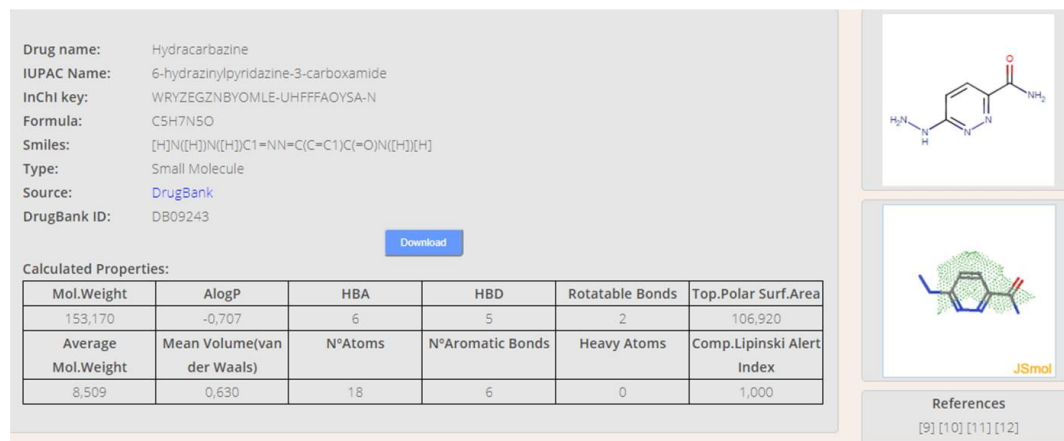 Drug name: Hydracarbazine
IUPAC Name: 6-hydrazinylpyridazine-3-carboxamide
InChI key: WRYZEGZNBYOMLE-UHFFFAOYSA-N
Formula: C5H7N5O
Smiles: [H]N([H])N([H])C1=NN=C(C=C1)C(=O)N([H])[H]
Type: Small Molecule
Source: DrugBank
DrugBank ID: DB09243
Download
Calculated Properties:
Mol.Weight AlogP HBA HBD Rotatable Bonds Top.Polar Surf.Area
153,170 -0,707 6 5 2 106,920
Average Mean Volume(van NºAtoms NºAromatic Bonds Heavy Atoms Comp.Lipinski Alert
Mol.Weight der Waals) Index
8,509 0,630 18 6 0 1,000
O
NH₂
N
N
H₂N
N
H
JSmol
References
[9] [10] [11] [12]